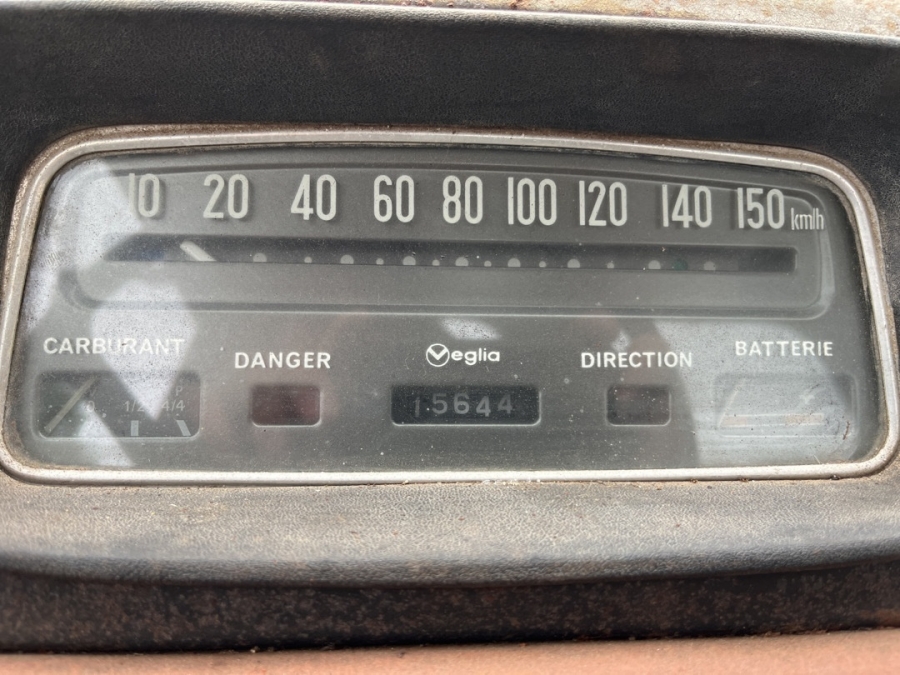 10 20 40 60 80 100 120 140 150 km/h
CARBURANT DANGER Veglia DIRECTION BATTERIE
0 1/2 4/4 15644